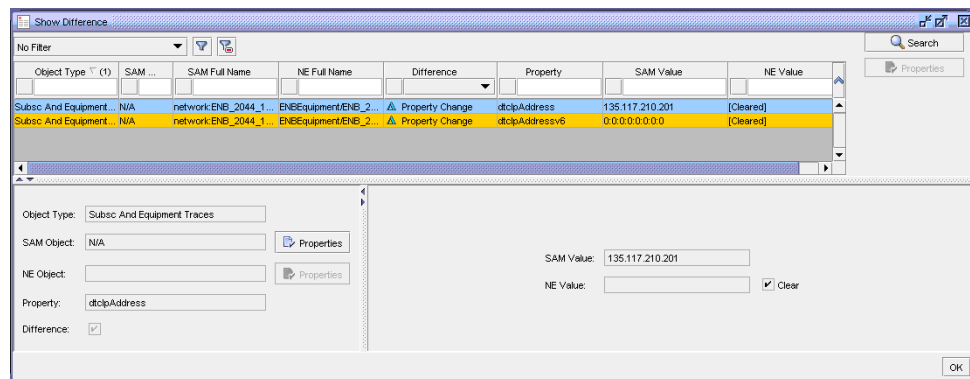 Show Difference
No Filter
Search
Properties
Object Type (1) SAM ... SAM Full Name NE Full Name Difference Property SAM Value NE Value
Subsc And Equipment... N/A network:ENB_2044_1... ENBEquipment/ENB_2... Property Change dtcIpAddress 135.117.210.201 [Cleared]
Subsc And Equipment... N/A network:ENB_2044_1... ENBEquipment/ENB_2... Property Change dtcIpAddressv6 0:0:0:0:0:0:0:0 [Cleared]
Object Type: Subsc And Equipment Traces
SAM Object: N/A Properties
NE Object: Properties
Property: dtcIpAddress
Difference:
SAM Value: 135.117.210.201
NE Value: Clear
OK